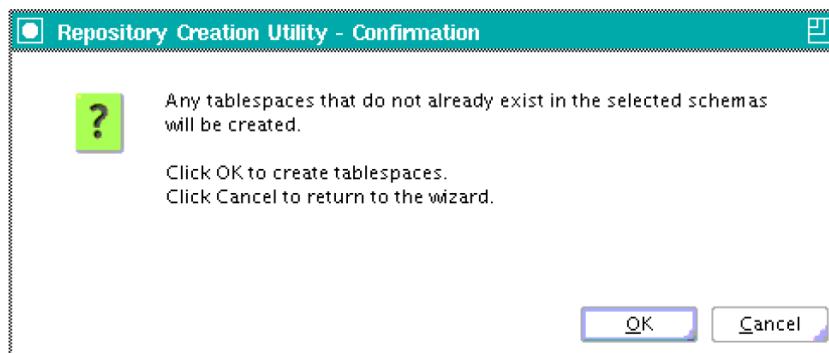 Repository Creation Utility - Confirmation
?
Any tablespaces that do not already exist in the selected schemas
will be created.
Click OK to create tablespaces.
Click Cancel to return to the wizard.
OK
Cancel